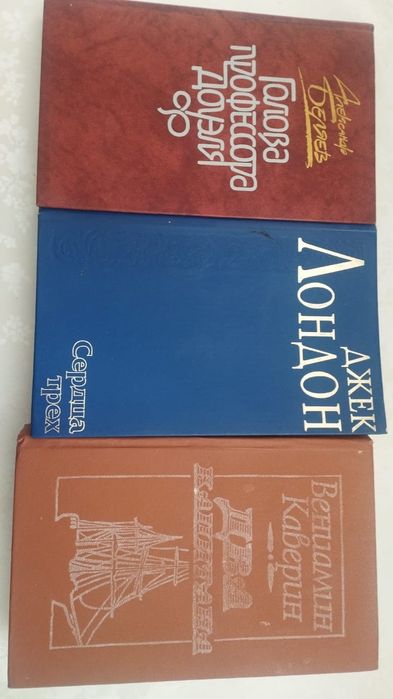 Александр
Беляев
Голова
профессора
Доуэля
ДЖЕК
ЛОНДОН
Сердца
трех
Вениамин
Каверин
ДВА
КАПИТАНА